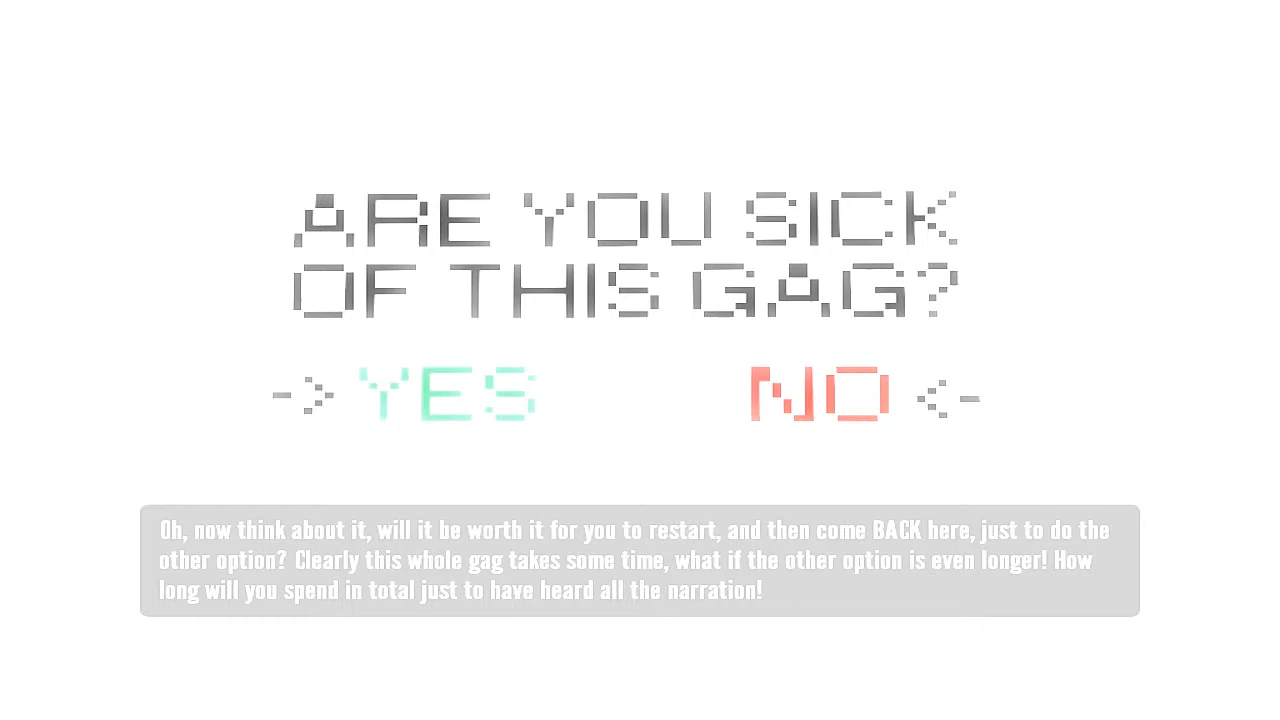 ARE YOU SICK
OF THIS GAG?
-> YES NO <-
Oh, now think about it, will it be worth it for you to restart, and then come BACK here, just to do the
other option? Clearly this whole gag takes some time, what if the other option is even longer! How
long will you spend in total just to have heard all the narration!